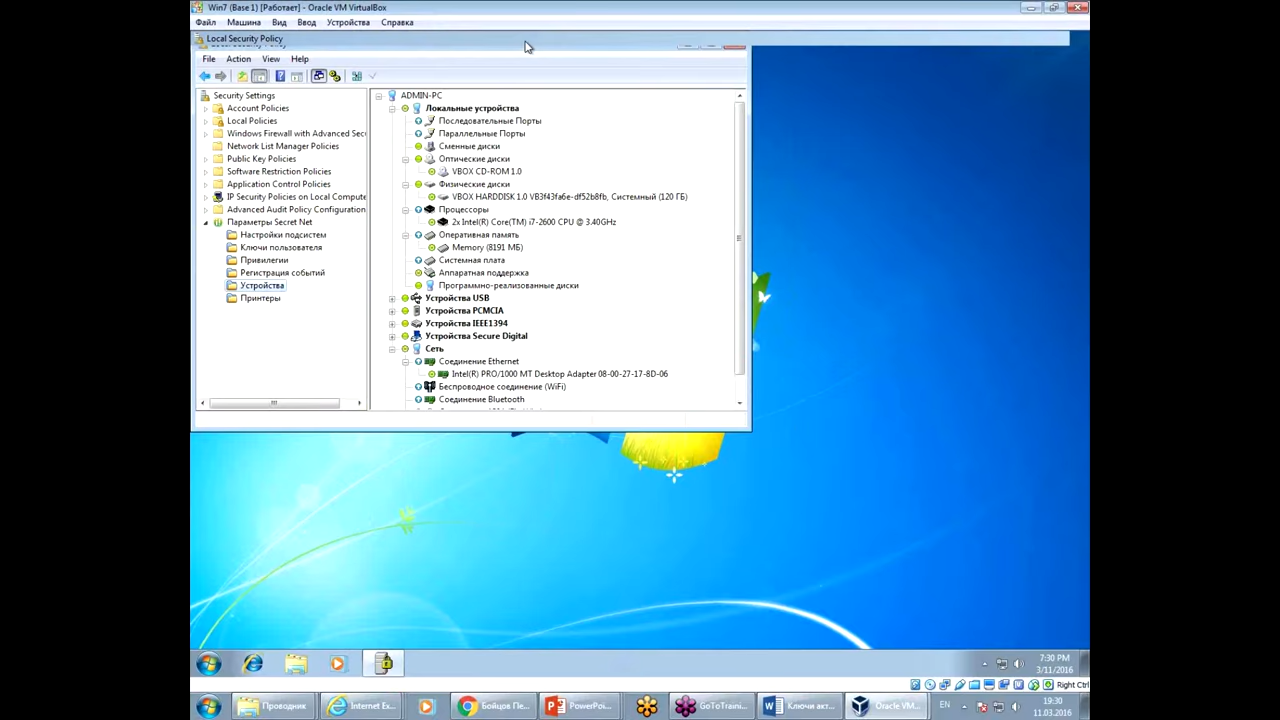 Win7 (Base 1) [Работает] - Oracle VM VirtualBox
Файл Машина Вид Ввод Устройства Справка
Local Security Policy
File Action View Help
Security Settings
Account Policies
Local Policies
Windows Firewall with Advanced Secu
Network List Manager Policies
Public Key Policies
Software Restriction Policies
Application Control Policies
IP Security Policies on Local Compute
Advanced Audit Policy Configuration
Параметры Secret Net
Настройки подсистем
Ключи пользователя
Привилегии
Регистрация событий
Устройства
Принтеры
ADMIN-PC
Локальные устройства
Последовательные Порты
Параллельные Порты
Сменные диски
Оптические диски
VBOX CD-ROM 1.0
Физические диски
VBOX HARDDISK 1.0 VB3f43fa6e-df52b8fb, Системный (120 ГБ)
Процессоры
2x Intel(R) Core(TM) i7-2600 CPU @ 3.40GHz
Оперативная память
Memory (8191 МБ)
Системная плата
Аппаратная поддержка
Программно-реализованные диски
Устройства USB
Устройства PCMCIA
Устройства IEEE1394
Устройства Secure Digital
Сеть
Соединение Ethernet
Intel(R) PRO/1000 MT Desktop Adapter 08-00-27-17-8D-06
Беспроводное соединение (WiFi)
Соединение Bluetooth
7:30 PM
3/11/2016
Right Ctrl
Проводник
Internet Ex...
Бойцов Пе...
PowerPoi...
GoToTraini...
Ключи акт...
Oracle VM...
EN
19:30
11.03.2016